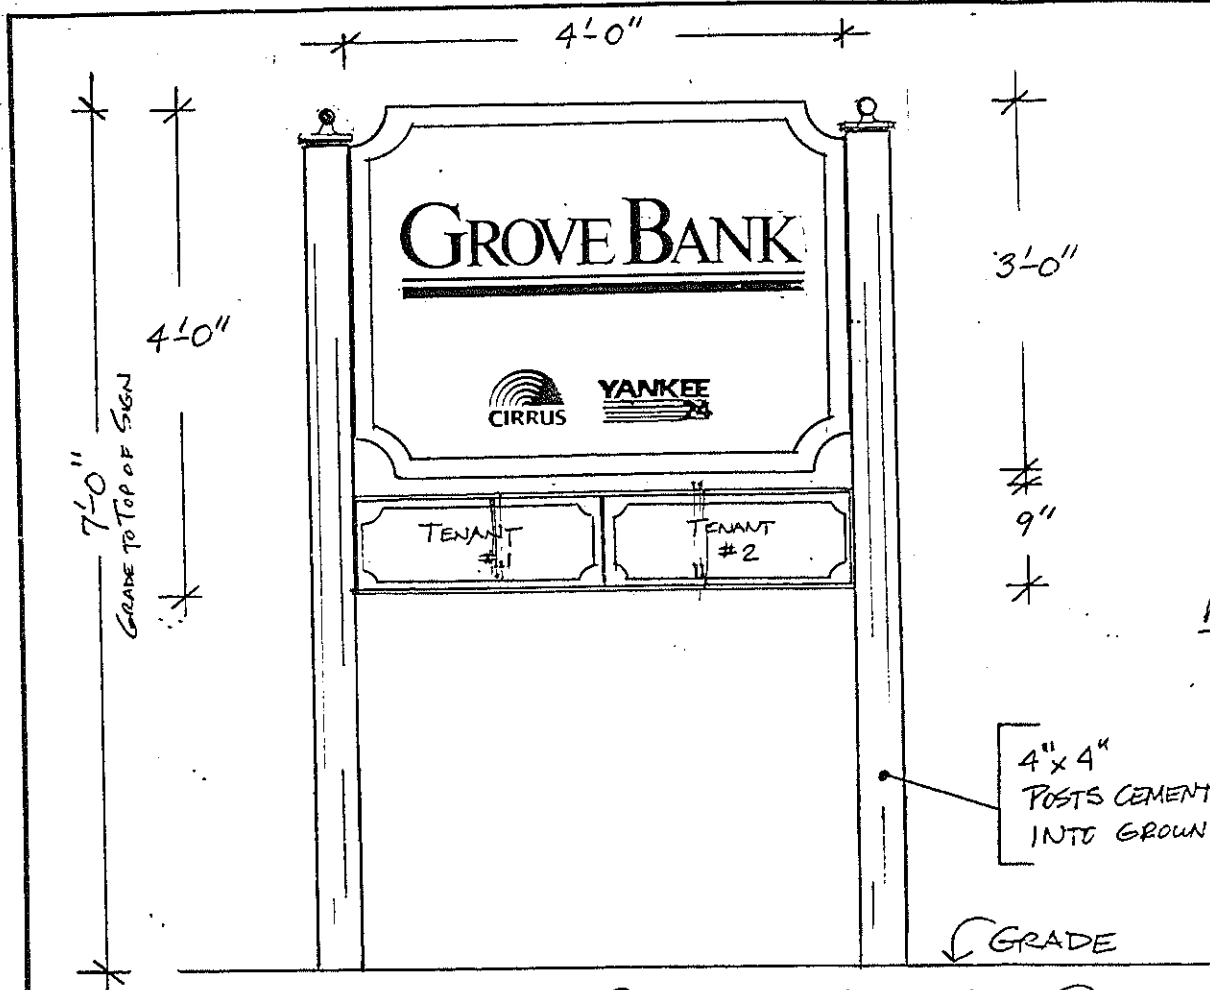 4'-0"
GROVE BANK
3'-0"
4'-0"
7'-0"
GRADE TO TOP OF SIGN
CIRRUS
YANKEE
24
TENANT
#1
TENANT
#2
9"
4" x 4"
POSTS CEMENT
INTO GROUN
GRADE